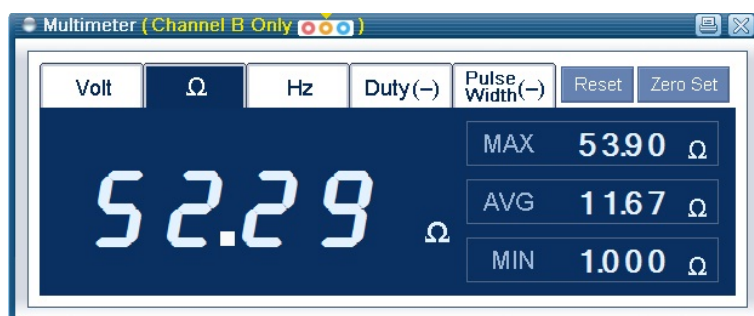 Multimeter ( Channel B Only )
Volt Ω Hz Duty(–) Pulse Width(–) Reset Zero Set
52.29 Ω
MAX 53.90 Ω
AVG 11.67 Ω
MIN 1.000 Ω